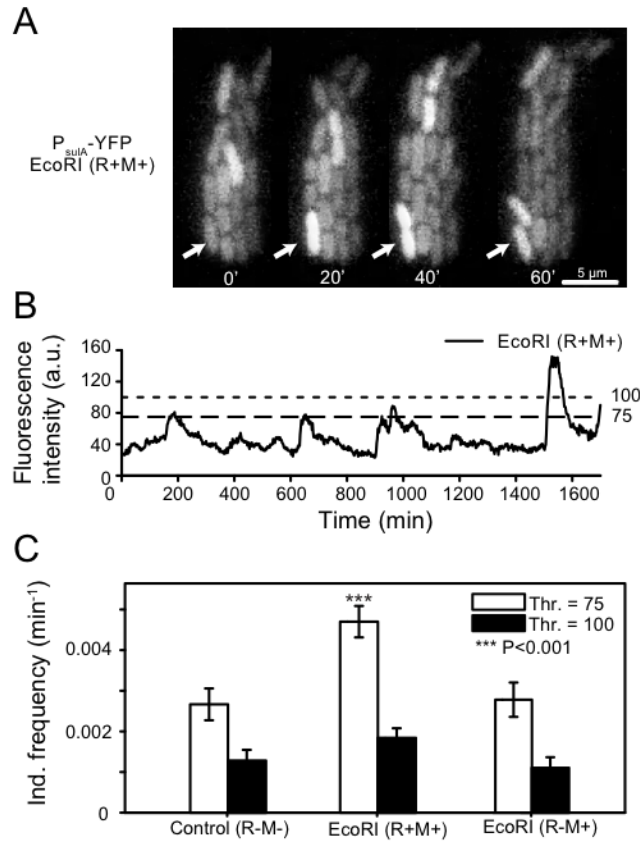 A
P_sulA-YFP
EcoRI (R+M+)
0’ 20’ 40’ 60’ 5 µm
B
EcoRI (R+M+)
Fluorescence
intensity (a.u.)
160
120
80
40
0
100
75
0 200 400 600 800 1000 1200 1400 1600
Time (min)
C
Ind. frequency (min⁻¹)
0.004
0.002
0
***
Thr. = 75
Thr. = 100
*** P<0.001
Control (R-M-) EcoRI (R+M+) EcoRI (R-M+)